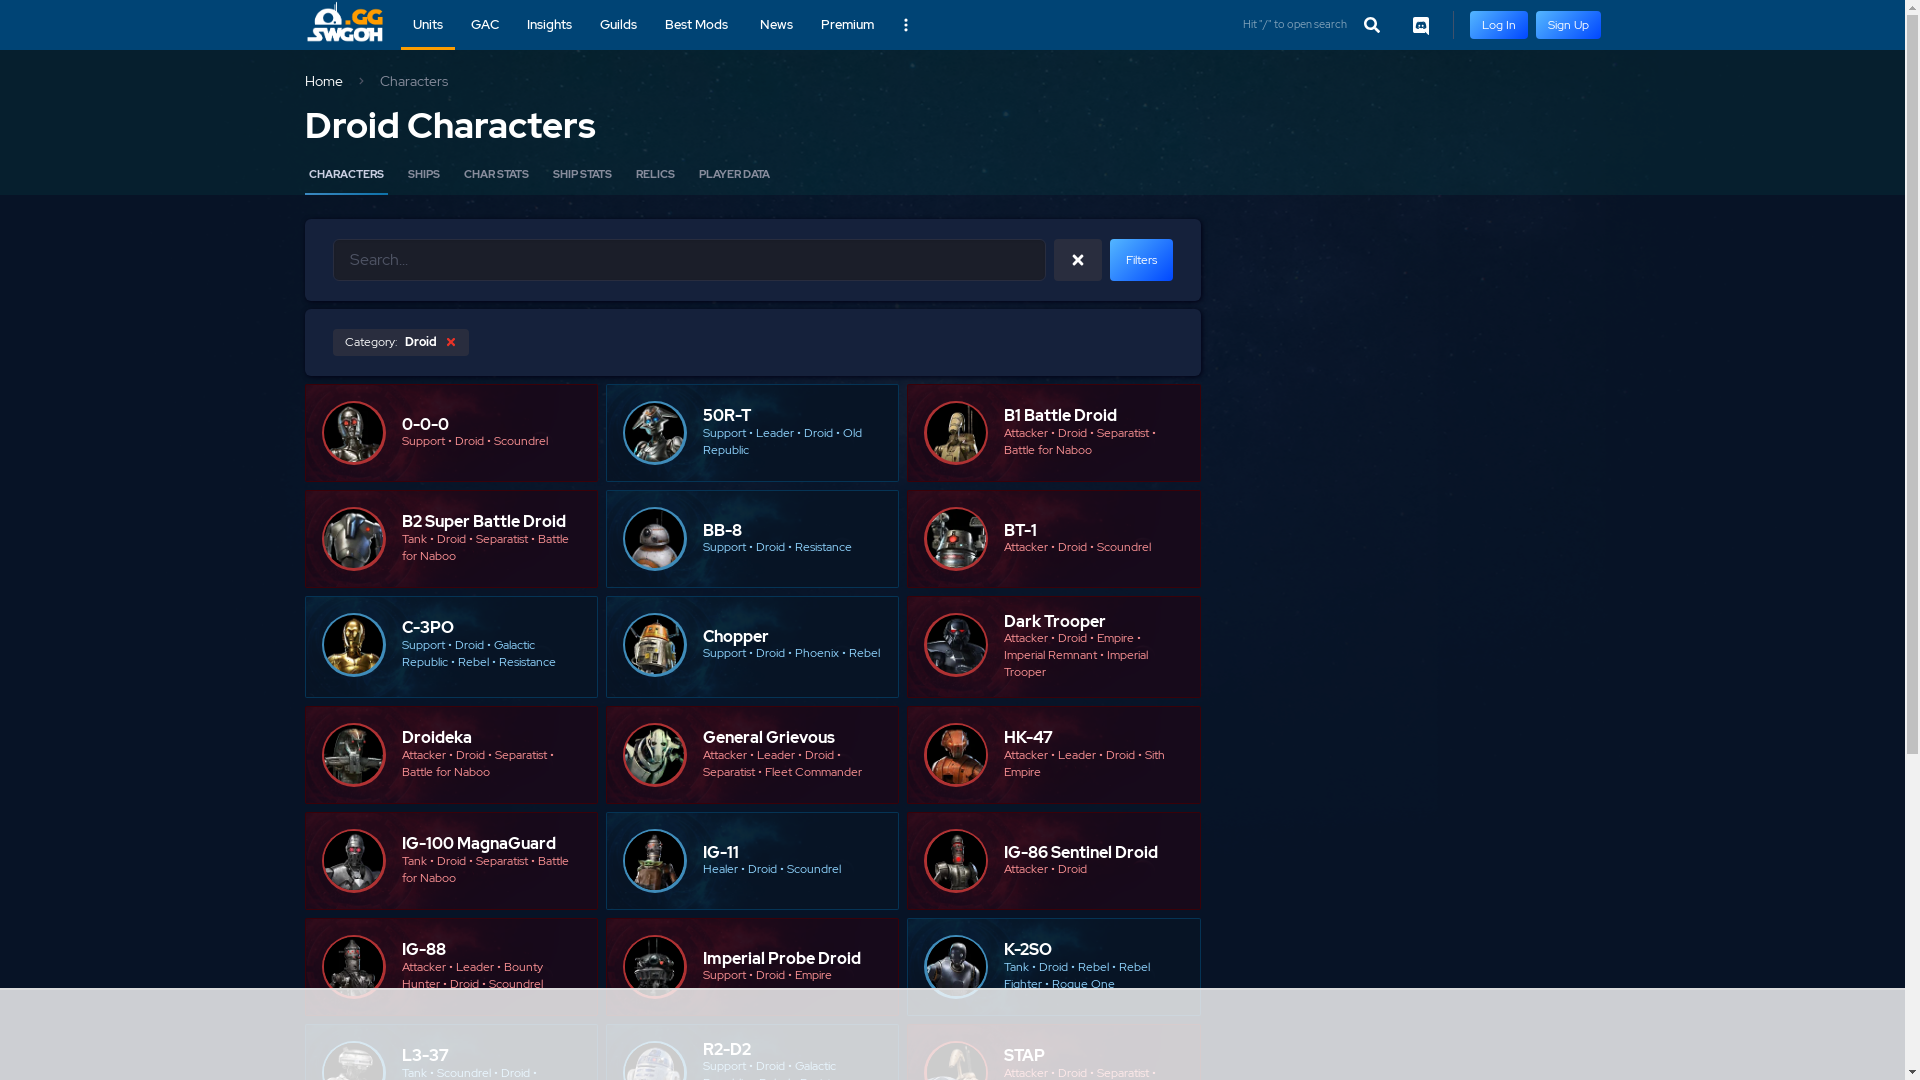 .GG
SWGOH
Units
GAC
Insights
Guilds
Best Mods
News
Premium
Hit "/" to open search
Log In
Sign Up
Home
Characters
Droid Characters
CHARACTERS
SHIPS
CHAR STATS
SHIP STATS
RELICS
PLAYER DATA
Search...
Filters
Category: Droid
0-0-0
Support • Droid • Scoundrel
50R-T
Support • Leader • Droid • Old
Republic
B1 Battle Droid
Attacker • Droid • Separatist •
Battle for Naboo
B2 Super Battle Droid
Tank • Droid • Separatist • Battle
for Naboo
BB-8
Support • Droid • Resistance
BT-1
Attacker • Droid • Scoundrel
C-3PO
Support • Droid • Galactic
Republic • Rebel • Resistance
Chopper
Support • Droid • Phoenix • Rebel
Dark Trooper
Attacker • Droid • Empire •
Imperial Remnant • Imperial
Trooper
Droideka
Attacker • Droid • Separatist •
Battle for Naboo
General Grievous
Attacker • Leader • Droid •
Separatist • Fleet Commander
HK-47
Attacker • Leader • Droid • Sith
Empire
IG-100 MagnaGuard
Tank • Droid • Separatist • Battle
for Naboo
IG-11
Healer • Droid • Scoundrel
IG-86 Sentinel Droid
Attacker • Droid
IG-88
Attacker • Leader • Bounty
Hunter • Droid • Scoundrel
Imperial Probe Droid
Support • Droid • Empire
K-2SO
Tank • Droid • Rebel • Rebel
Fighter • Rogue One
L3-37
Tank • Scoundrel • Droid •
R2-D2
Support • Droid • Galactic
STAP
Attacker • Droid • Separatist •